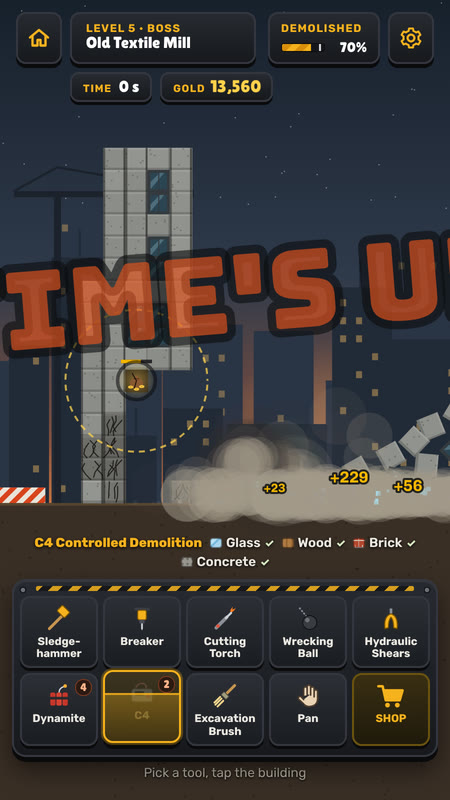 LEVEL 5 • BOSS
Old Textile Mill
DEMOLISHED
70%
TIME 0 s
GOLD 13,560
IME'S U
+23
+229
+56
C4 Controlled Demolition Glass ✓ Wood ✓ Brick ✓
Concrete ✓
Sledge-
hammer
Breaker
Cutting
Torch
Wrecking
Ball
Hydraulic
Shears
4
Dynamite
2
C4
Excavation
Brush
Pan
SHOP
Pick a tool, tap the building